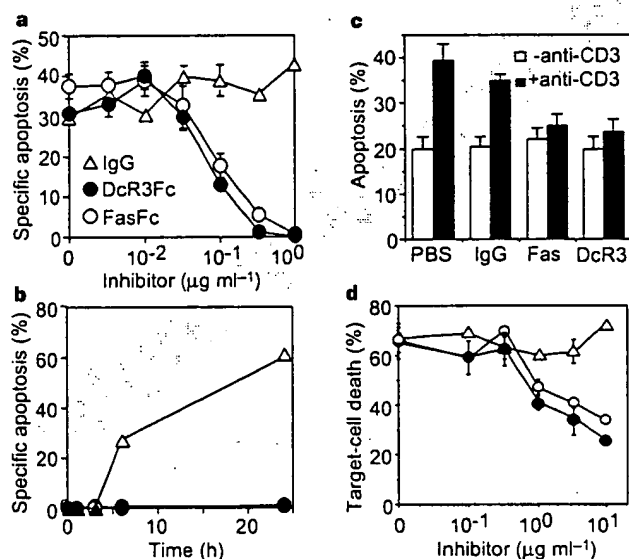 a
Specific apoptosis (%)
50
40
30
20
10
0
△ IgG
● DcR3Fc
○ FasFc
0 10⁻² 10⁻¹ 10⁰
Inhibitor (µg ml⁻¹)
b
Specific apoptosis (%)
80
60
40
20
0
0 10 20
Time (h)
c
Apoptosis (%)
40
30
20
10
0
□ -anti-CD3
■ +anti-CD3
PBS IgG Fas DcR3
d
Target-cell death (%)
80
60
40
20
0
0 10⁻¹ 10⁰ 10¹
Inhibitor (µg ml⁻¹)